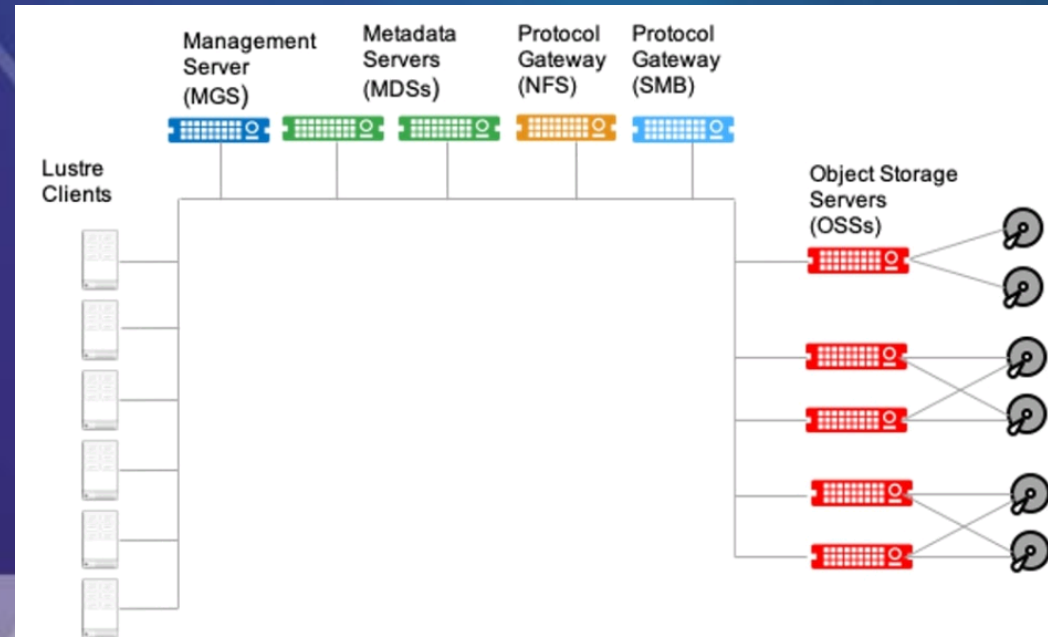 Management
Server
(MGS)
Metadata
Servers
(MDSs)
Protocol
Gateway
(NFS)
Protocol
Gateway
(SMB)
Lustre
Clients
Object Storage
Servers
(OSSs)